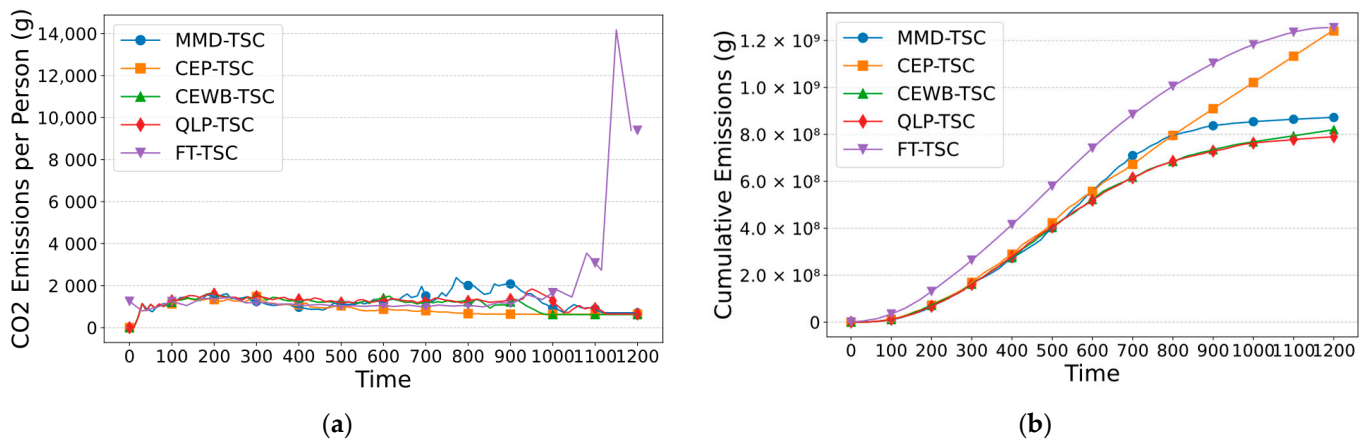 CO2 Emissions per Person (g)
14,000
12,000
10,000
8 000
6 000
4 000
2 000
0
MMD-TSC
CEP-TSC
CEWB-TSC
QLP-TSC
FT-TSC
0 100 200 300 400 500 600 700 800 900 1000 1100 1200
Time
(a)
Cumulative Emissions (g)
1.2 × 10⁹
1.0 × 10⁹
8.0 × 10⁸
6.0 × 10⁸
4.0 × 10⁸
2.0 × 10⁸
0
MMD-TSC
CEP-TSC
CEWB-TSC
QLP-TSC
FT-TSC
0 100 200 300 400 500 600 700 800 900 1000 1100 1200
Time
(b)